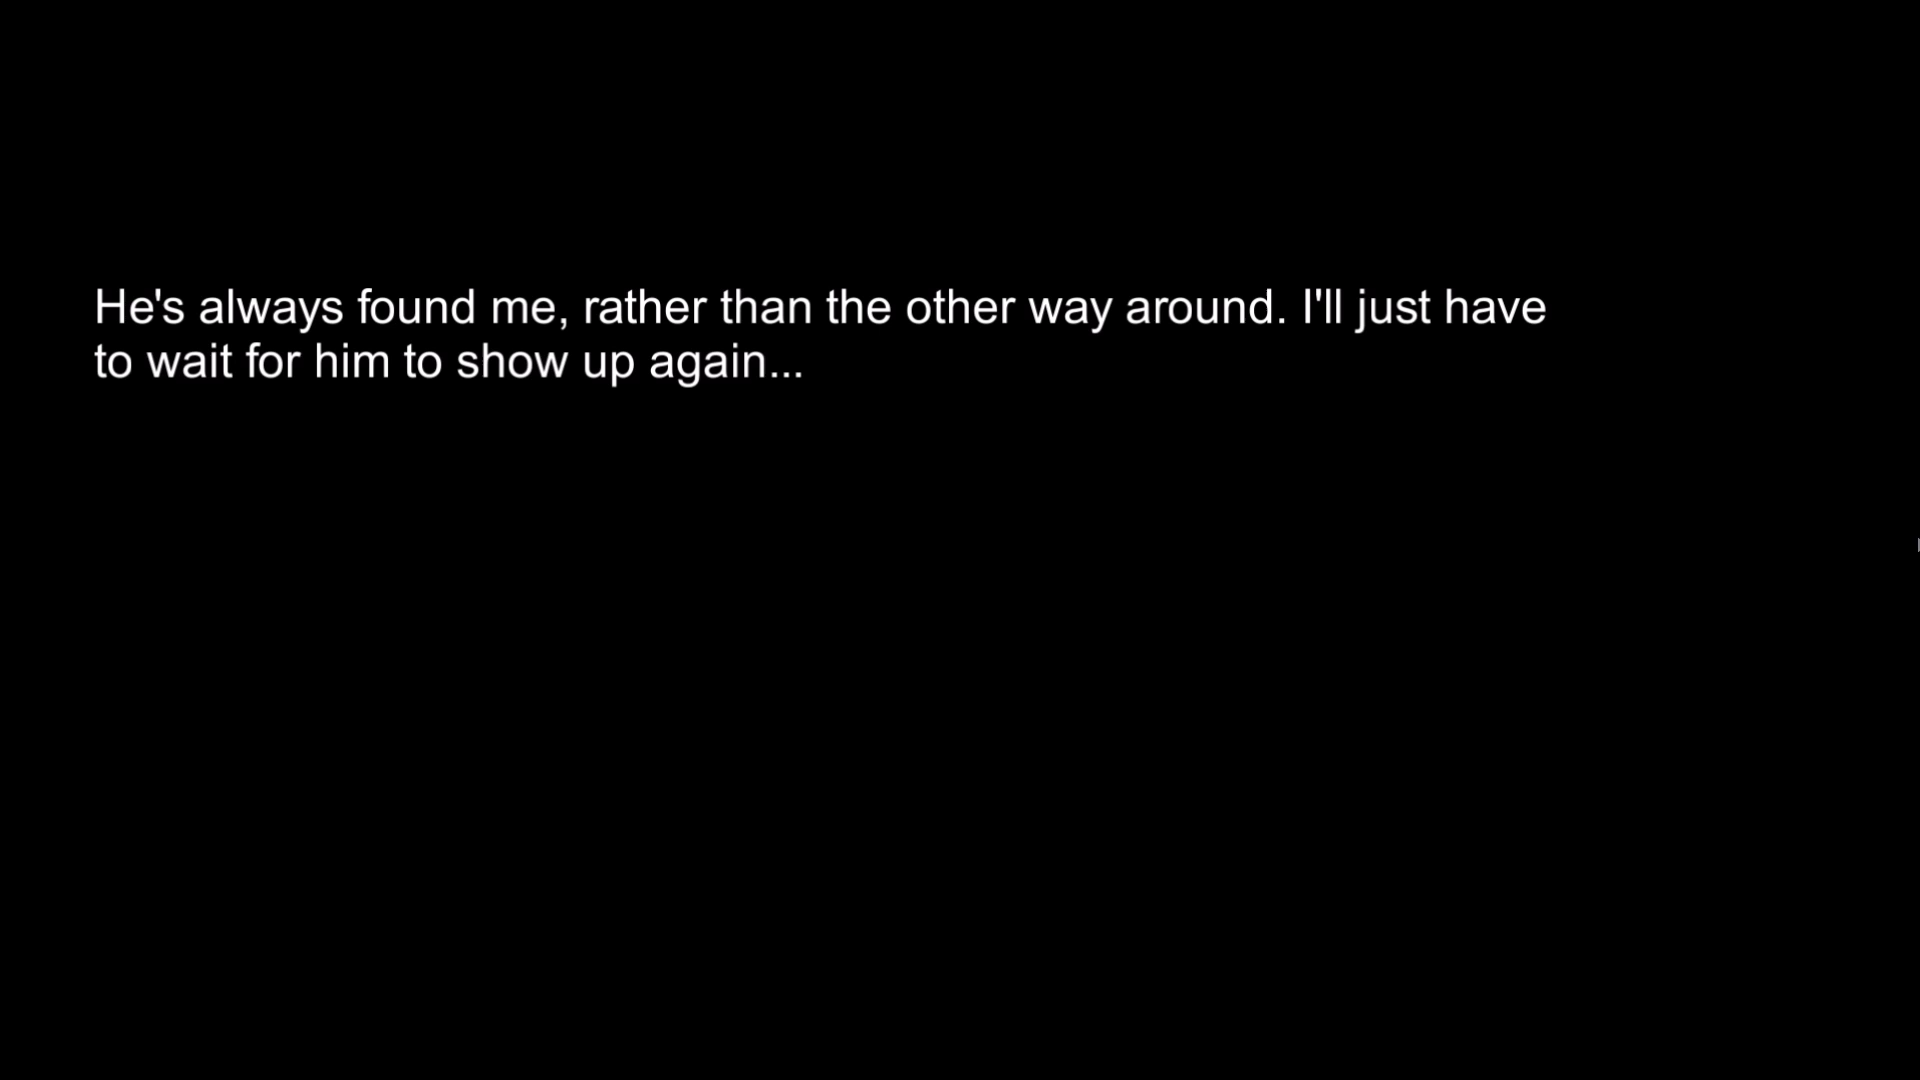 He's always found me, rather than the other way around. I'll just have
to wait for him to show up again...